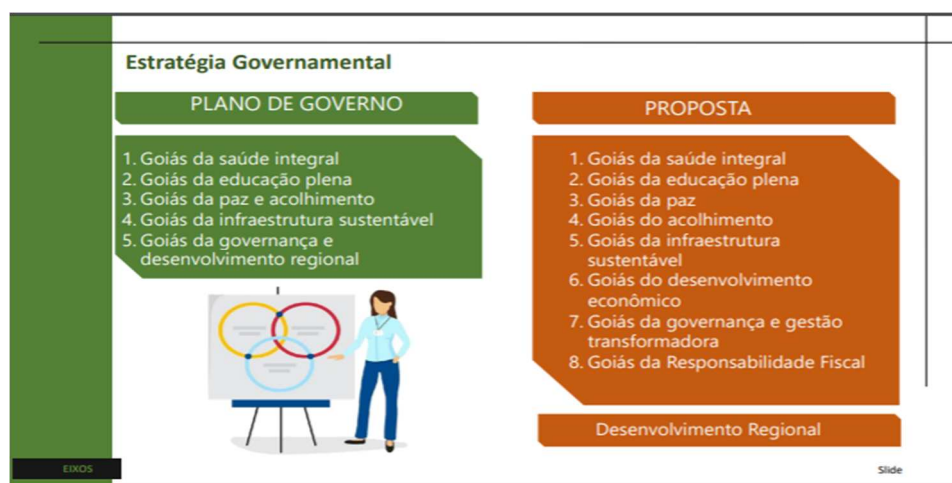 Estratégia Governamental
PLANO DE GOVERNO
1. Goiás da saúde integral
2. Goiás da educação plena
3. Goiás da paz e acolhimento
4. Goiás da infraestrutura sustentável
5. Goiás da governança e
desenvolvimento regional
PROPOSTA
1. Goiás da saúde integral
2. Goiás da educação plena
3. Goiás da paz
4. Goiás do acolhimento
5. Goiás da infraestrutura
sustentável
6. Goiás do desenvolvimento
econômico
7. Goiás da governança e gestão
transformadora
8. Goiás da Responsabilidade Fiscal
Desenvolvimento Regional
EIXOS
Slide